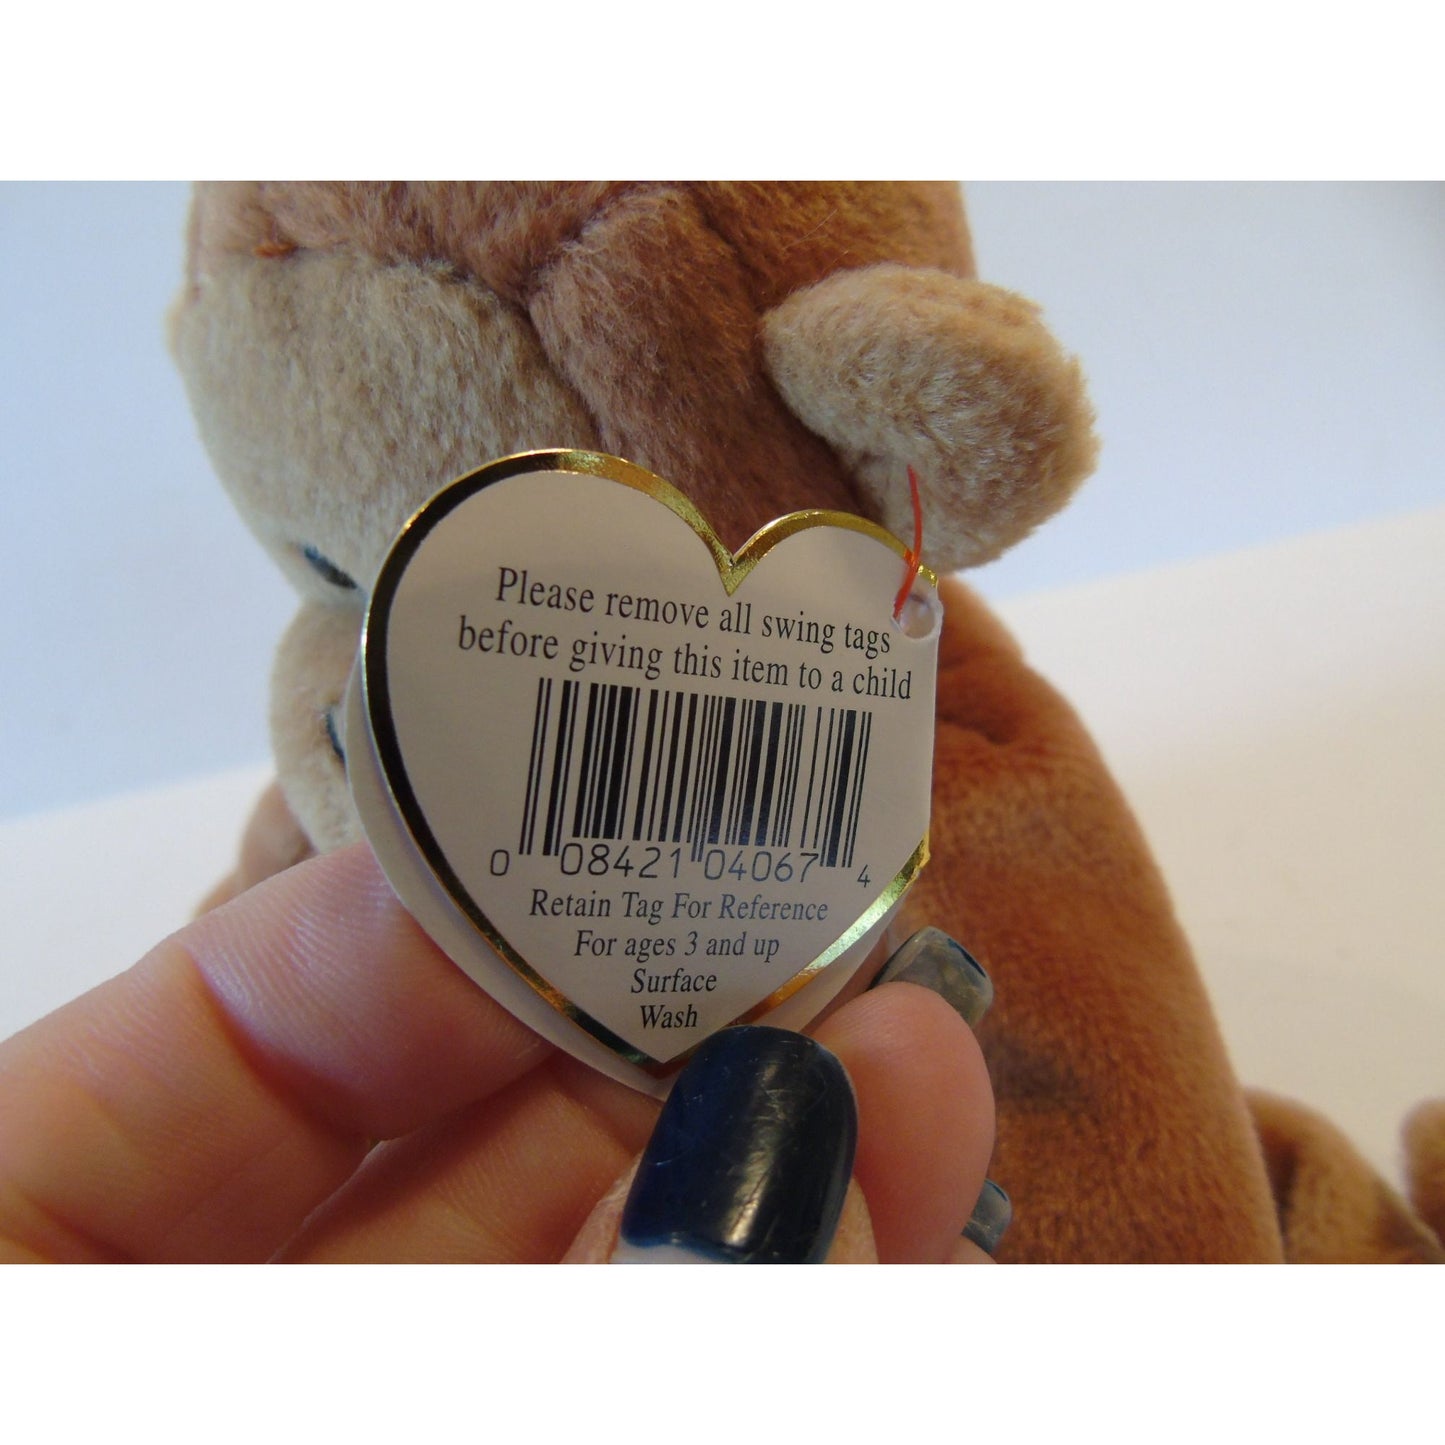 Please remove all swing tags
before giving this item to a child
0 08421 04067 4
Retain Tag For Reference
For ages 3 and up
Surface
Wash